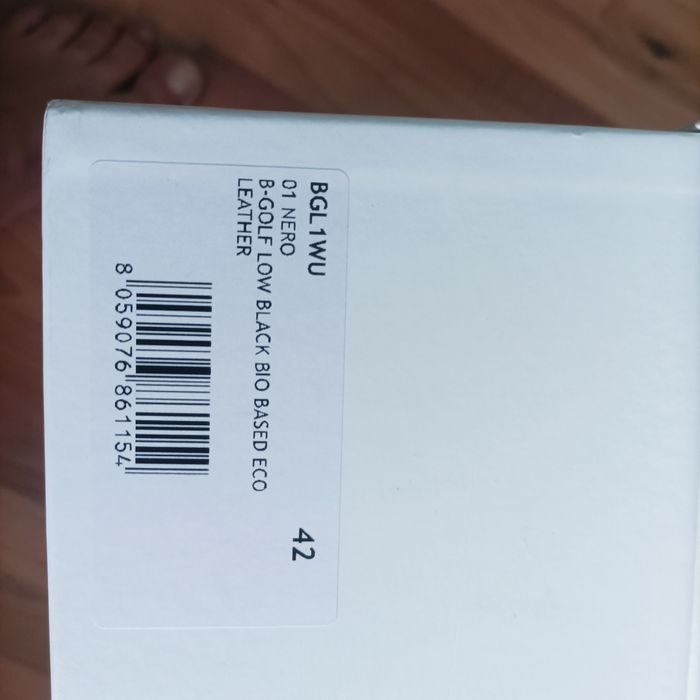 BGL1WU
01 NERO
B-GOLF LOW BLACK BIO BASED ECO
LEATHER
42
8 059076 861154